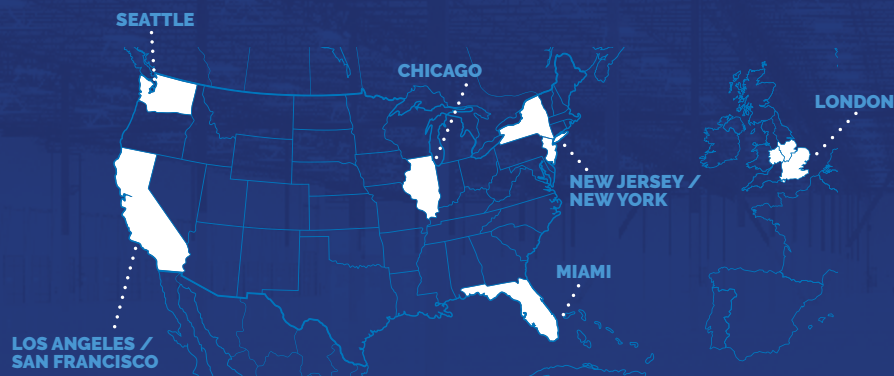 SEATTLE
CHICAGO
LONDON
NEW JERSEY /
NEW YORK
MIAMI
LOS ANGELES /
SAN FRANCISCO